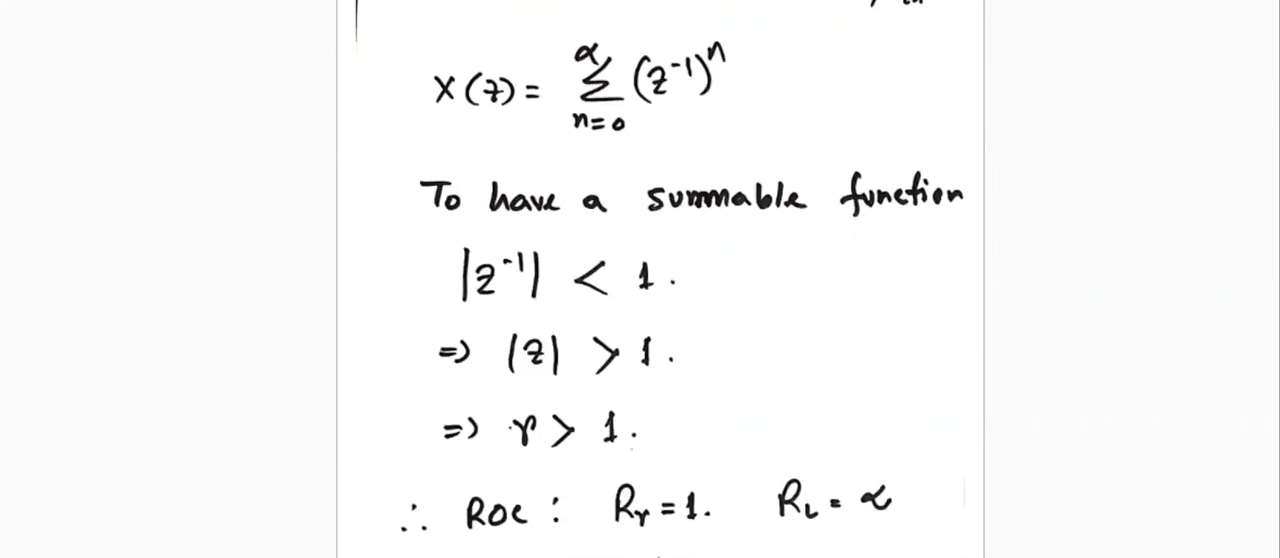 X(z) = ∑_{n=0}^{∝} (z⁻¹)ⁿ
To have a summable function
|z⁻¹| < 1.
=> |z| > 1.
=> r > 1.
∴ ROC : R_r = 1. R_L = ∝